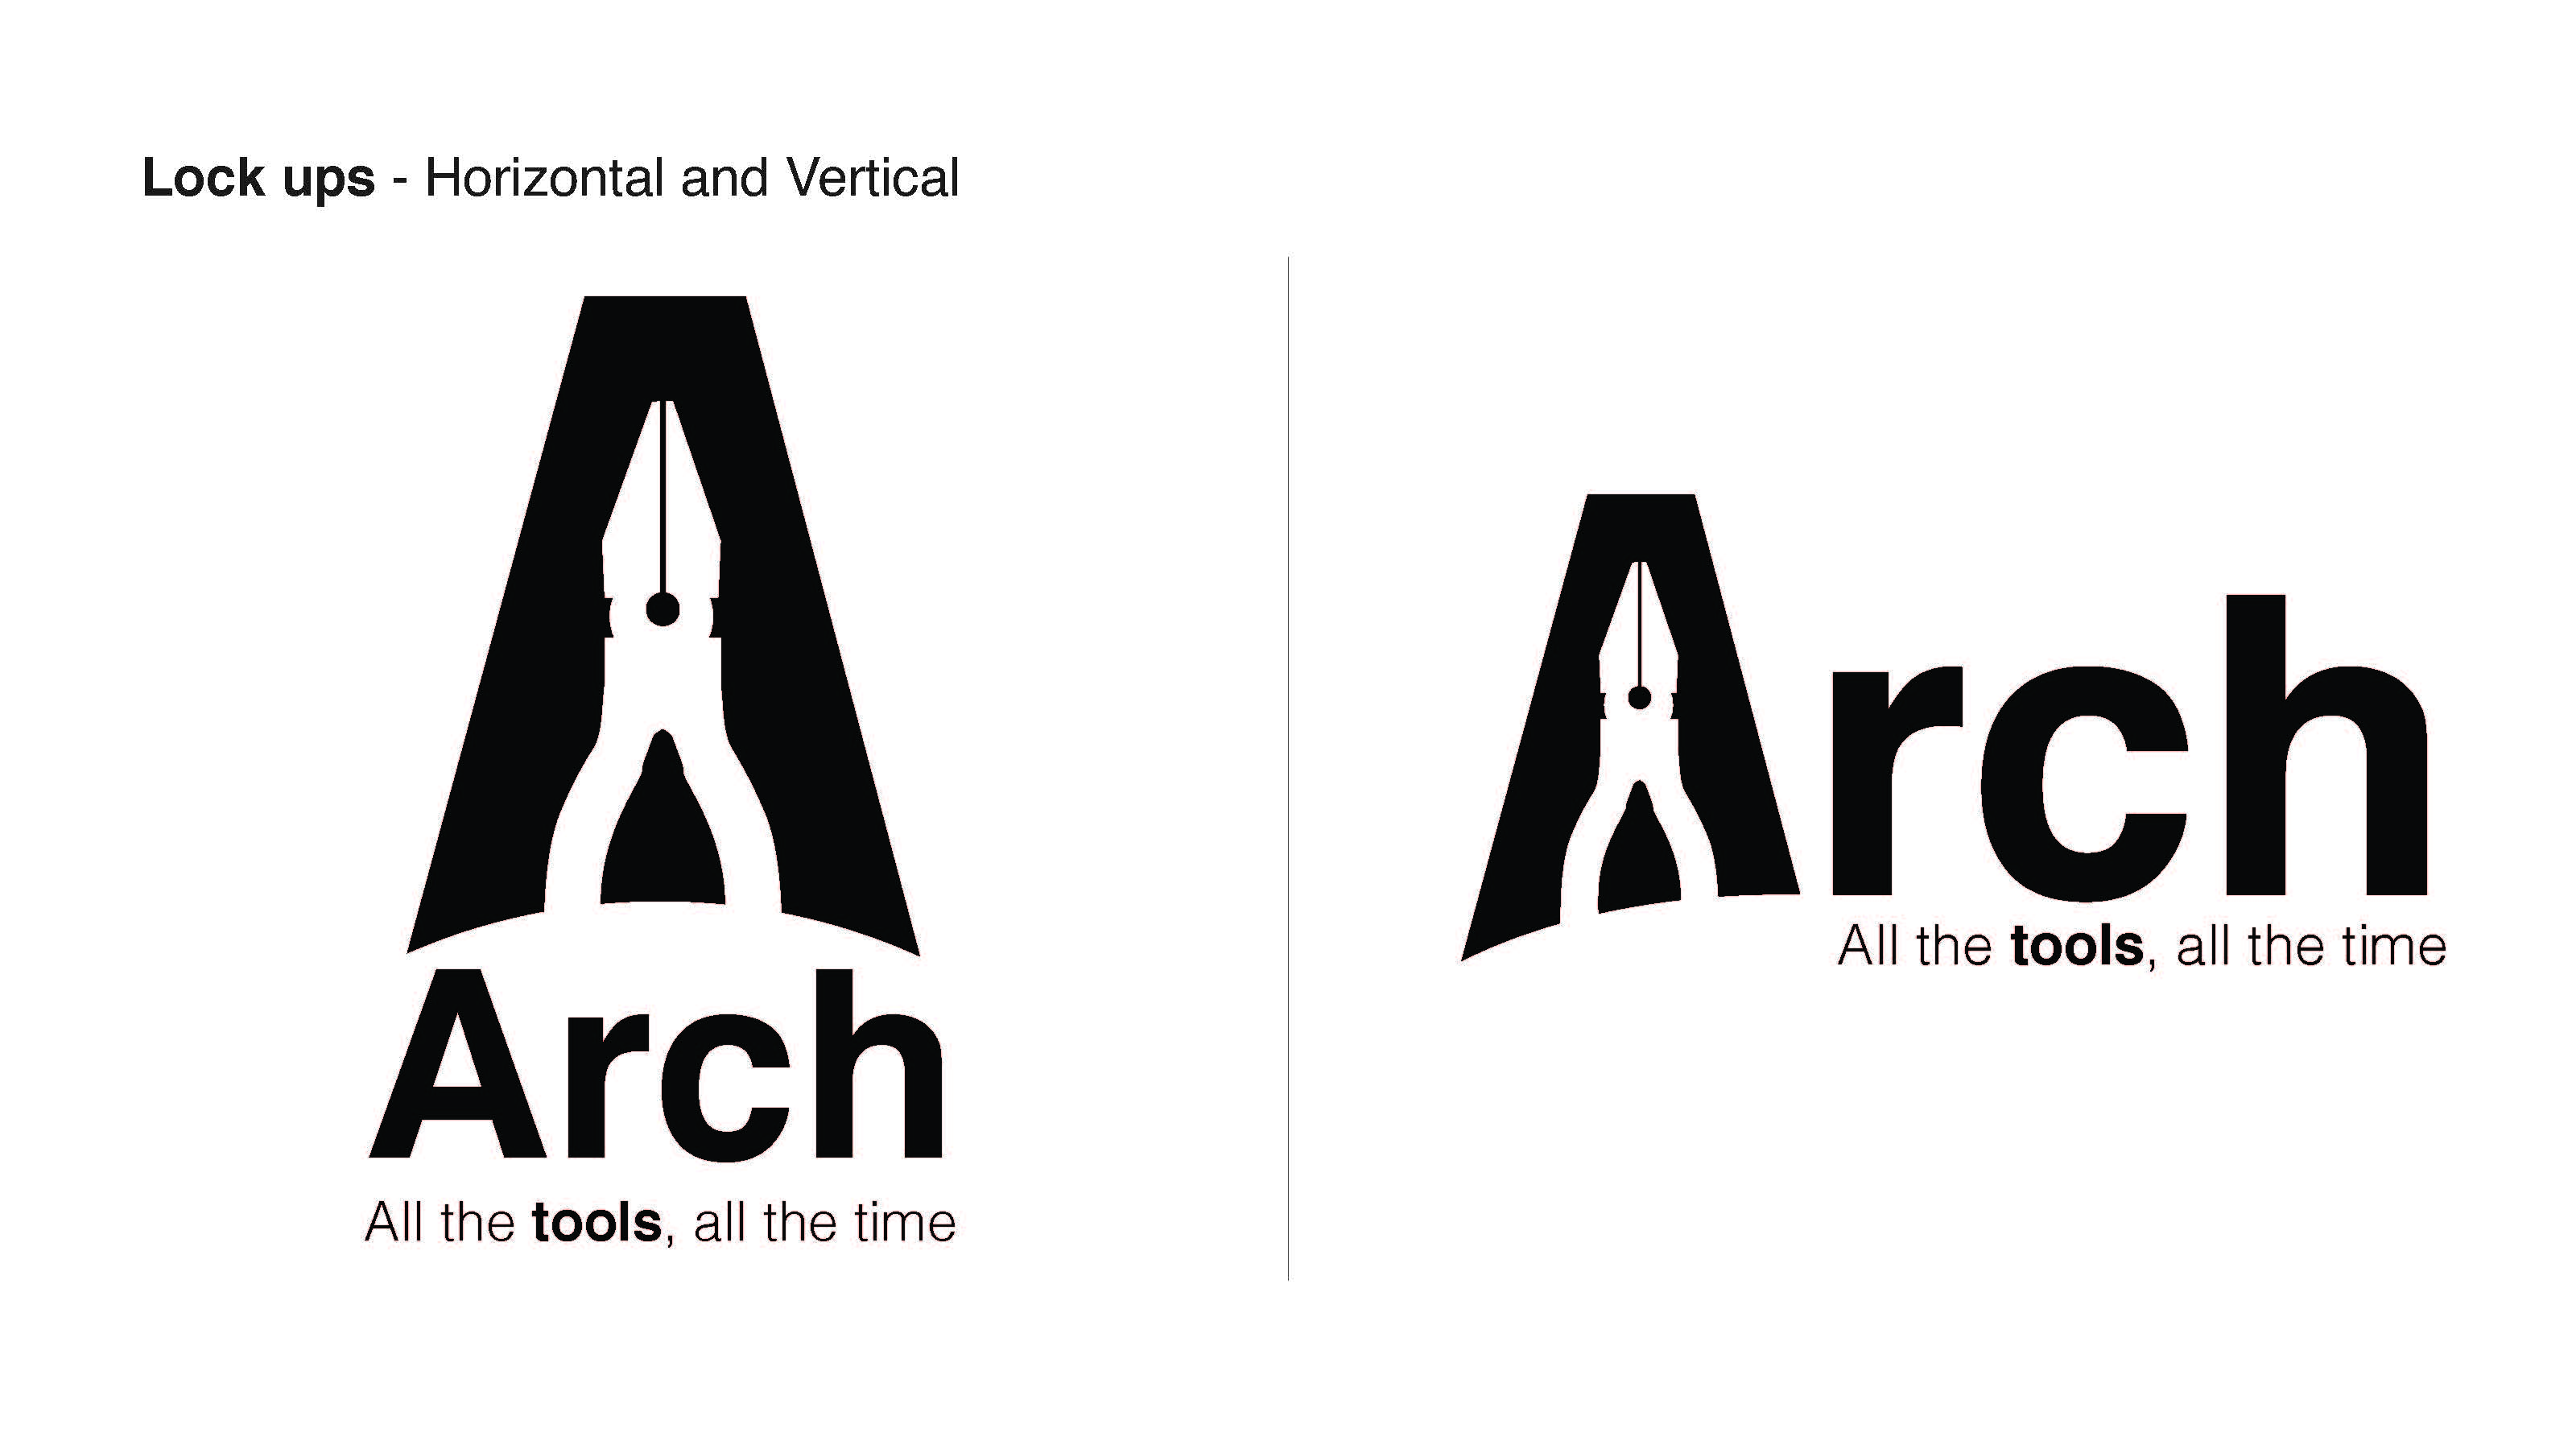 Lock ups - Horizontal and Vertical
Arch
All the tools, all the time
Arch
All the tools, all the time